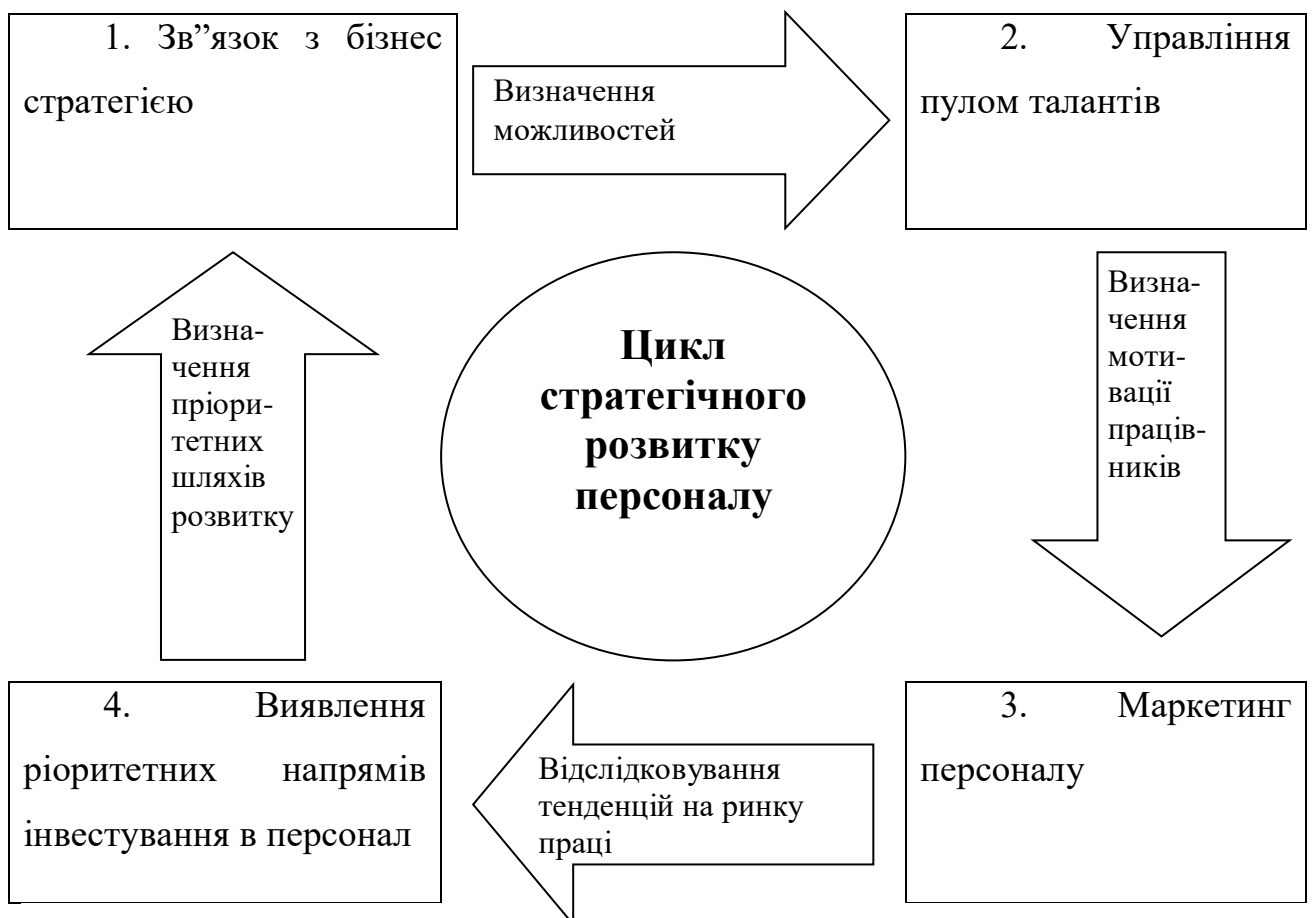 1. Зв”язок з бізнес
стратегією
Визначення
можливостей
2. Управління
пулом талантів
Визна-
чення
пріори-
тетних
шляхів
розвитку
Цикл
стратегічного
розвитку
персоналу
Визна-
чення
моти-
вації
праців-
ників
4. Виявлення
ріоритетних напрямів
інвестування в персонал
Відслідковування
тенденцій на ринку
праці
3. Маркетинг
персоналу